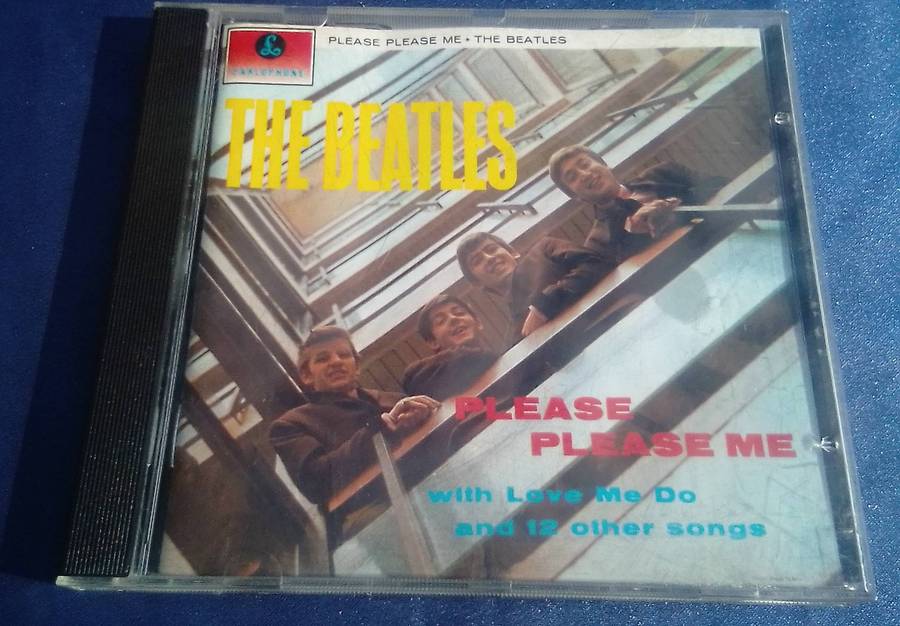 PLEASE PLEASE ME • THE BEATLES
PARLOPHONE
THE BEATLES
PLEASE
PLEASE ME
with Love Me Do
and 12 other songs